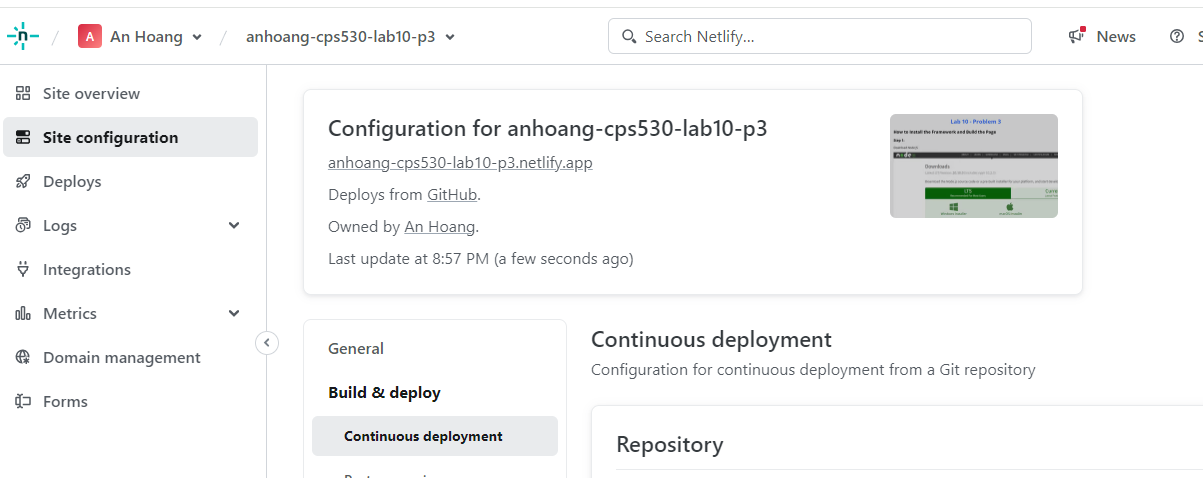 An Hoang / anhoang-cps530-lab10-p3
Search Netlify...
News
A
Site overview
Site configuration
Deploys
Logs
Integrations
Metrics
Domain management
Forms
Configuration for anhoang-cps530-lab10-p3
anhoang-cps530-lab10-p3.netlify.app
Deploys from GitHub.
Owned by An Hoang.
Last update at 8:57 PM (a few seconds ago)
Lab 10 - Problem 3
How to Install the Framework and Build the Page
Step 1:
Downloads
LTS
General
Build & deploy
Continuous deployment
Continuous deployment
Configuration for continuous deployment from a Git repository
Repository